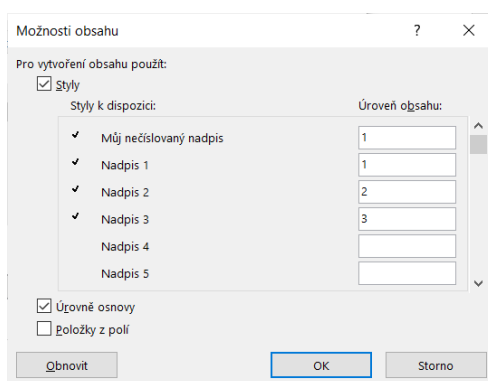 Možnosti obsahu ?
Pro vytvoření obsahu použít:
Styly
Styly k dispozici: Úroveň obsahu:
Můj nečíslovaný nadpis 1
Nadpis 1 1
Nadpis 2 2
Nadpis 3 3
Nadpis 4
Nadpis 5
Úrovně osnovy
Položky z polí
Obnovit OK Storno